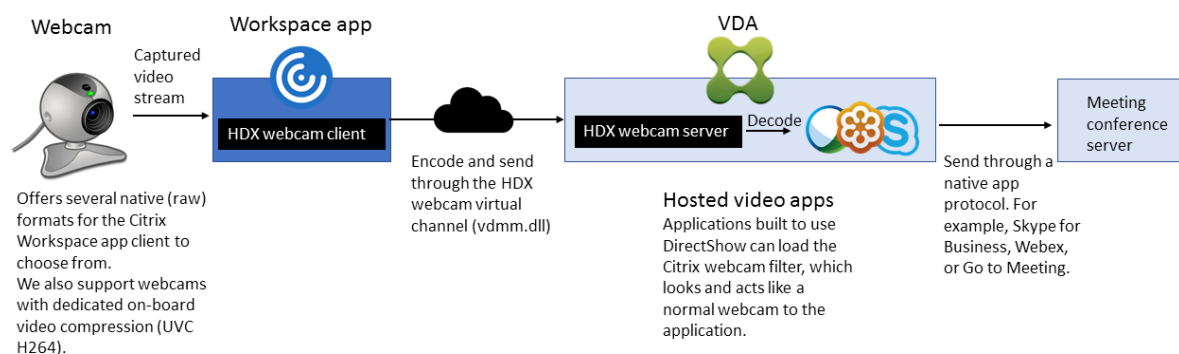 Webcam
Captured
video
stream
Offers several native (raw)
formats for the Citrix
Workspace app client to
choose from.
We also support webcams
with dedicated on-board
video compression (UVC
H264).
Workspace app
HDX webcam client
Encode and send
through the HDX
webcam virtual
channel (vdmm.dll)
VDA
HDX webcam server
Decode
S
Hosted video apps
Applications built to use
DirectShow can load the
Citrix webcam filter, which
looks and acts like a
normal webcam to the
application.
Send through a
native app
protocol. For
example, Skype for
Business, Webex,
or Go to Meeting.
Meeting
conference
server